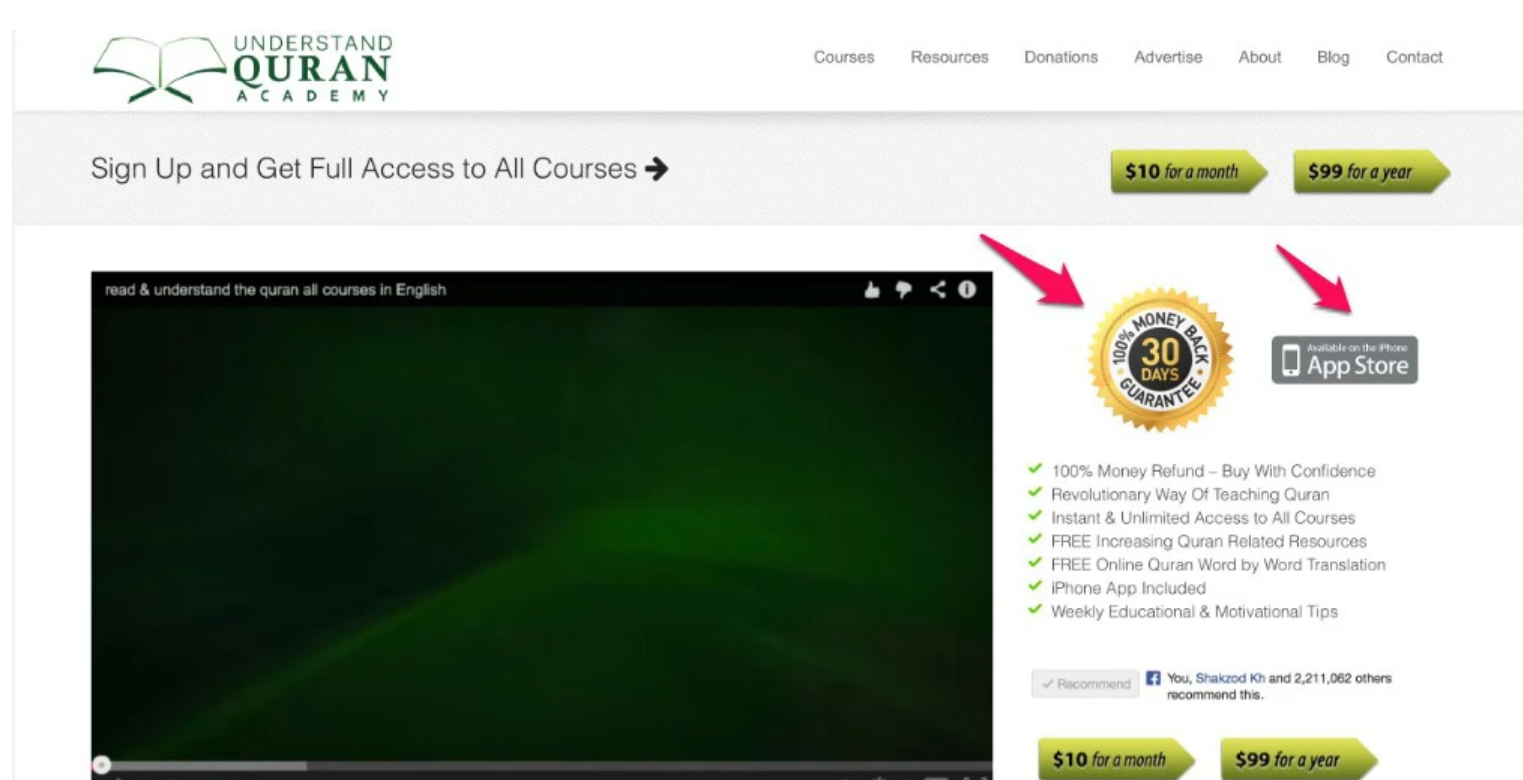 UNDERSTAND
QURAN
ACADEMY
Courses Resources Donations Advertise About Blog Contact
Sign Up and Get Full Access to All Courses
$10 for a month $99 for a year
read & understand the quran all courses in English
100% MONEY BACK
30
DAYS
GUARANTEE
Available on the iPhone
App Store
100% Money Refund – Buy With Confidence
Revolutionary Way Of Teaching Quran
Instant & Unlimited Access to All Courses
FREE Increasing Quran Related Resources
FREE Online Quran Word by Word Translation
iPhone App Included
Weekly Educational & Motivational Tips
Recommend
You, Shakzod Kh and 2,211,062 others
recommend this.
$10 for a month $99 for a year